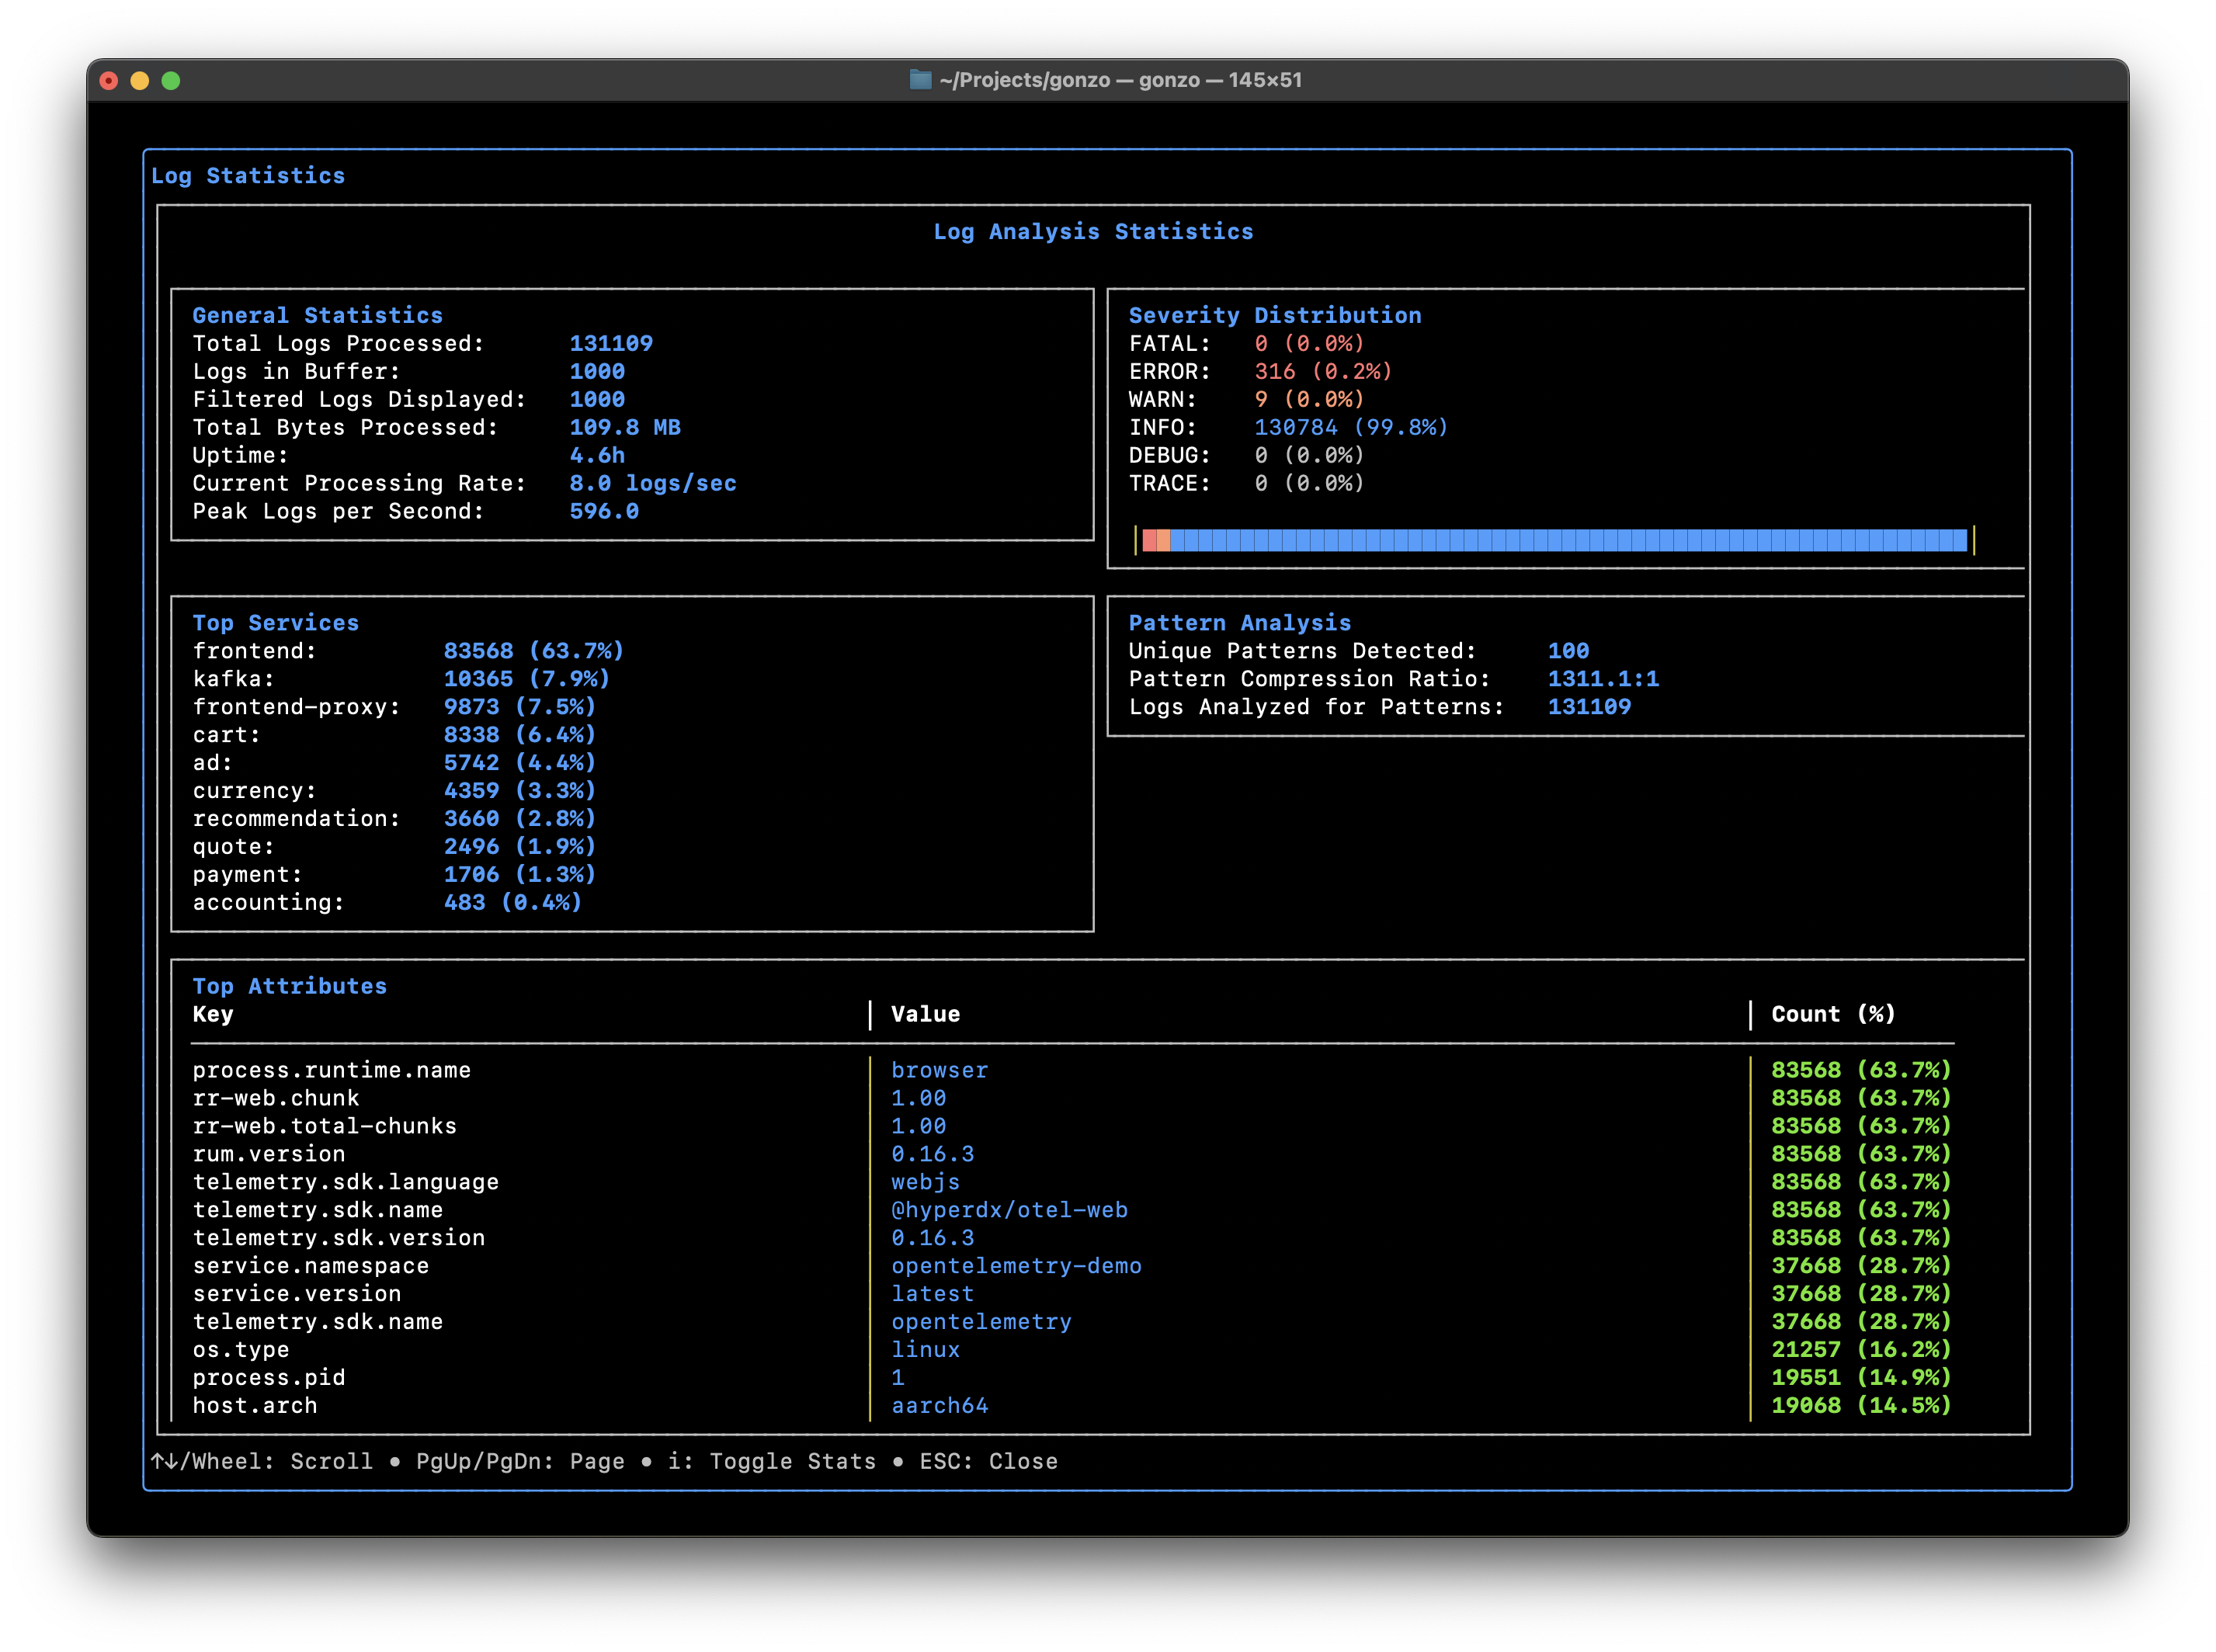 ~/Projects/gonzo — gonzo — 145×51
Log Statistics
Log Analysis Statistics
General Statistics
Total Logs Processed: 131109
Logs in Buffer: 1000
Filtered Logs Displayed: 1000
Total Bytes Processed: 109.8 MB
Uptime: 4.6h
Current Processing Rate: 8.0 logs/sec
Peak Logs per Second: 596.0
Severity Distribution
FATAL: 0 (0.0%)
ERROR: 316 (0.2%)
WARN: 9 (0.0%)
INFO: 130784 (99.8%)
DEBUG: 0 (0.0%)
TRACE: 0 (0.0%)
Top Services
frontend: 83568 (63.7%)
kafka: 10365 (7.9%)
frontend-proxy: 9873 (7.5%)
cart: 8338 (6.4%)
ad: 5742 (4.4%)
currency: 4359 (3.3%)
recommendation: 3660 (2.8%)
quote: 2496 (1.9%)
payment: 1706 (1.3%)
accounting: 483 (0.4%)
Pattern Analysis
Unique Patterns Detected: 100
Pattern Compression Ratio: 1311.1:1
Logs Analyzed for Patterns: 131109
Top Attributes
Key | Value | Count (%)
process.runtime.name | browser | 83568 (63.7%)
rr-web.chunk | 1.00 | 83568 (63.7%)
rr-web.total-chunks | 1.00 | 83568 (63.7%)
rum.version | 0.16.3 | 83568 (63.7%)
telemetry.sdk.language | webjs | 83568 (63.7%)
telemetry.sdk.name | @hyperdx/otel-web | 83568 (63.7%)
telemetry.sdk.version | 0.16.3 | 83568 (63.7%)
service.namespace | opentelemetry-demo | 37668 (28.7%)
service.version | latest | 37668 (28.7%)
telemetry.sdk.name | opentelemetry | 37668 (28.7%)
os.type | linux | 21257 (16.2%)
process.pid | 1 | 19551 (14.9%)
host.arch | aarch64 | 19068 (14.5%)
↑↓/Wheel: Scroll • PgUp/PgDn: Page • i: Toggle Stats • ESC: Close